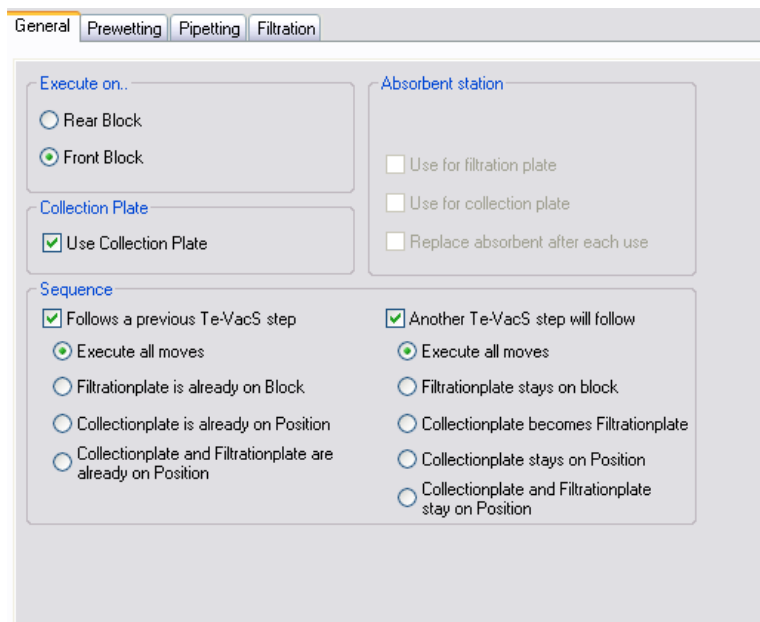 General Prewetting Pipetting Filtration
Execute on..
Rear Block
Front Block
Collection Plate
Use Collection Plate
Absorbent station
Use for filtration plate
Use for collection plate
Replace absorbent after each use
Sequence
Follows a previous Te-VacS step
Execute all moves
Filtrationplate is already on Block
Collectionplate is already on Position
Collectionplate and Filtrationplate are
already on Position
Another Te-VacS step will follow
Execute all moves
Filtrationplate stays on block
Collectionplate becomes Filtrationplate
Collectionplate stays on Position
Collectionplate and Filtrationplate
stay on Position